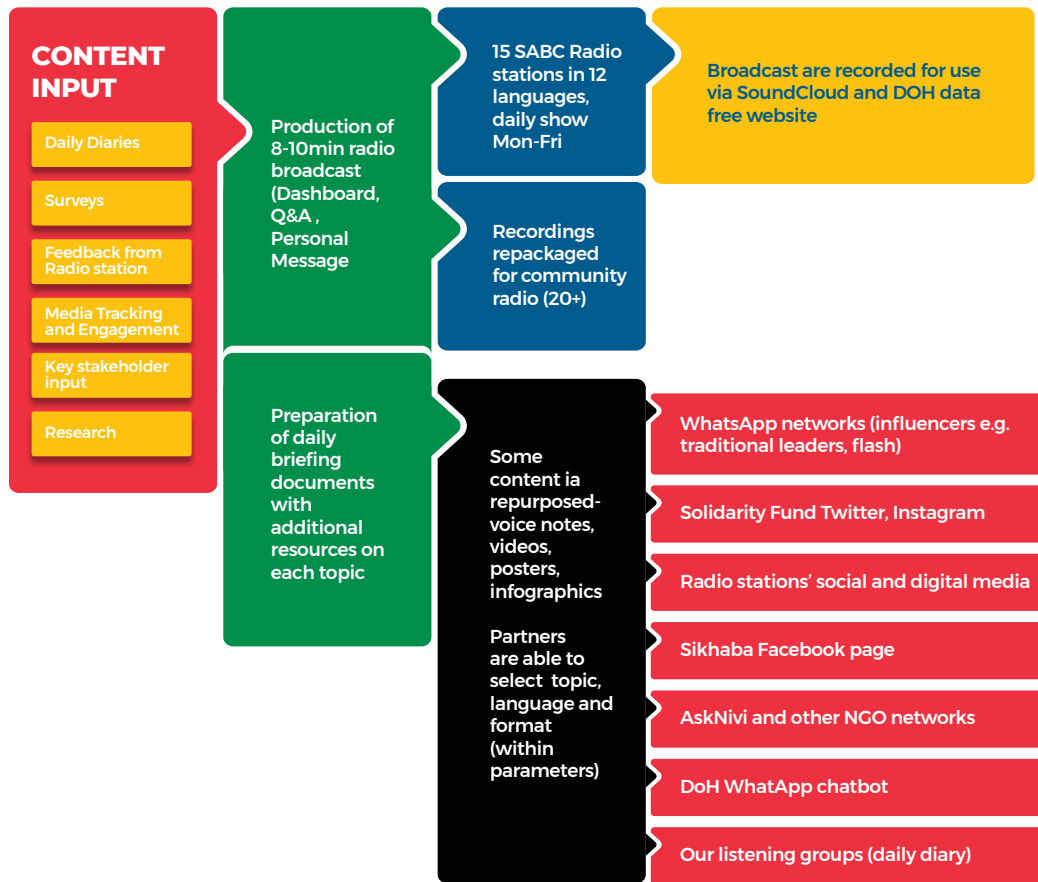 CONTENT
INPUT
Daily Diaries
Surveys
Feedback from
Radio station
Media Tracking
and Engagement
Key stakeholder
input
Research
Production of
8-10min radio
broadcast
(Dashboard,
Q&A ,
Personal
Message
Preparation
of daily
briefing
documents
with
additional
resources on
each topic
15 SABC Radio
stations in 12
languages,
daily show
Mon-Fri
Recordings
repackaged
for community
radio (20+)
Some
content ia
repurposed-
voice notes,
videos,
posters,
infographics
Partners
are able to
select topic,
language and
format
(within
parameters)
Broadcast are recorded for use
via SoundCloud and DOH data
free website
WhatsApp networks (influencers e.g.
traditional leaders, flash)
Solidarity Fund Twitter, Instagram
Radio stations’ social and digital media
Sikhaba Facebook page
AskNivi and other NGO networks
DoH WhatApp chatbot
Our listening groups (daily diary)